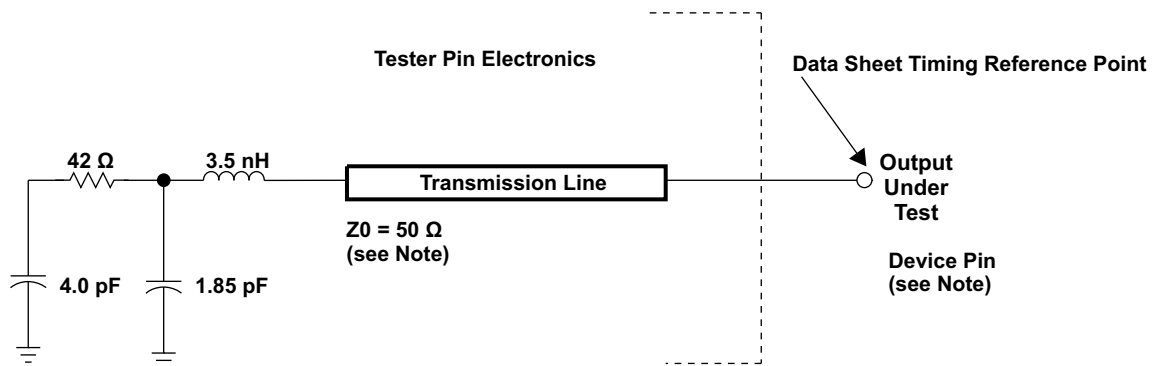 Tester Pin Electronics
Data Sheet Timing Reference Point
42 Ω
3.5 nH
Transmission Line
Output
Under
Test
Z0 = 50 Ω
(see Note)
Device Pin
(see Note)
4.0 pF
1.85 pF